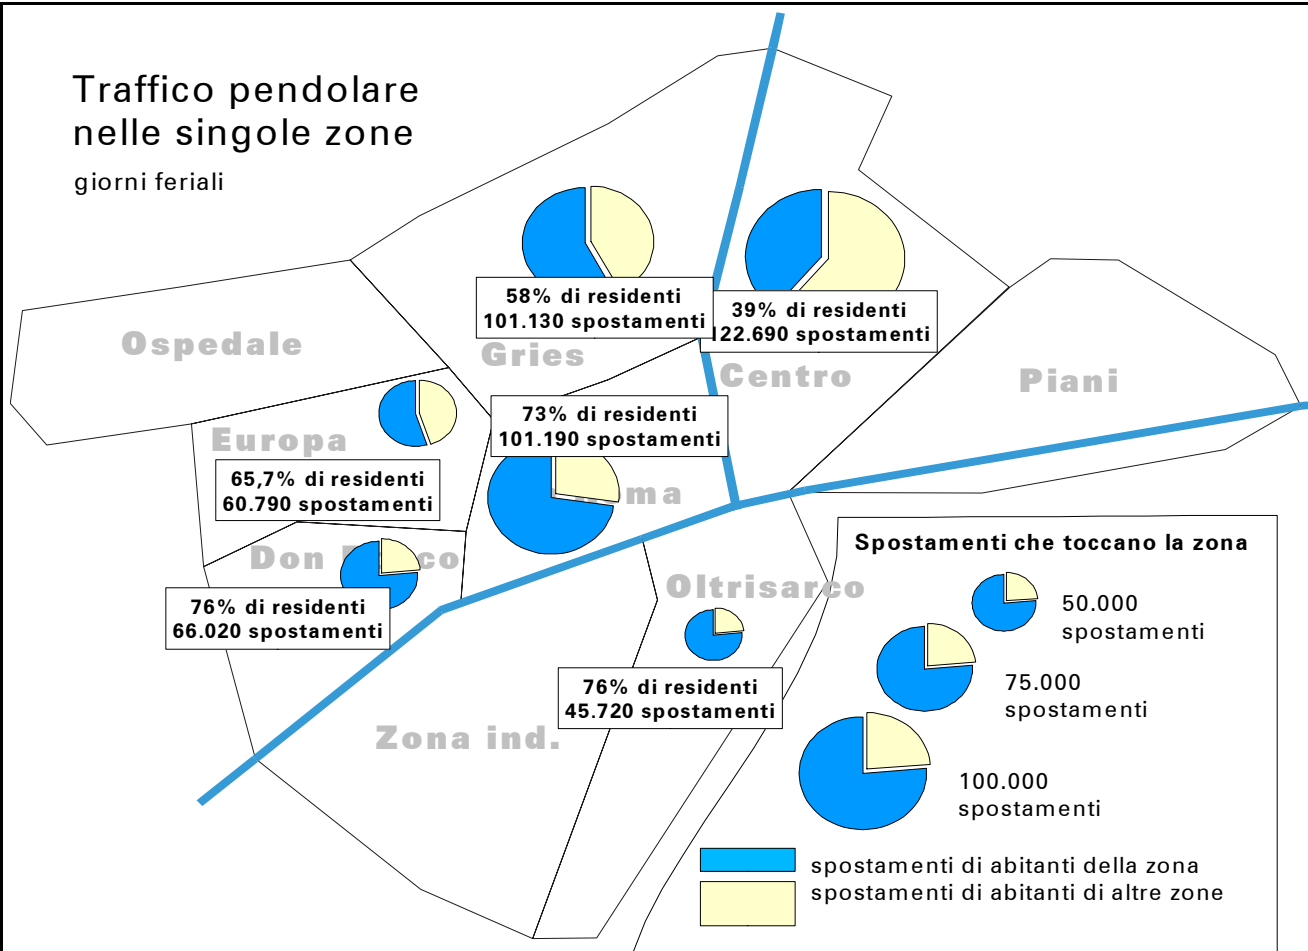 Traffico pendolare
nelle singole zone
giorni feriali
58% di residenti
101.130 spostamenti
39% di residenti
122.690 spostamenti
Ospedale
Gries
Centro
Piani
73% di residenti
101.190 spostamenti
Europa
65,7% di residenti
60.790 spostamenti
Don
76% di residenti
66.020 spostamenti
Oltrisarco
76% di residenti
45.720 spostamenti
Zona ind.
Spostamenti che toccano la zona
50.000
spostamenti
75.000
spostamenti
100.000
spostamenti
spostamenti di abitanti della zona
spostamenti di abitanti di altre zone